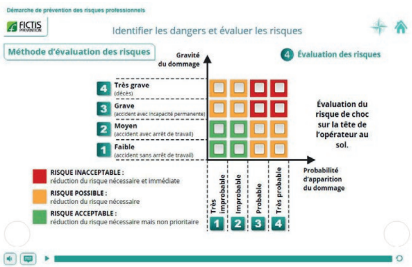 Démarche de prévention des risques professionnels
FICTIS
Identifier les dangers et évaluer les risques
Méthode d'évaluation des risques
Gravité
du dommage
4 Évaluation des risques
4 Très grave
(décès)
3 Grave
(accident avec incapacité permanente)
2 Moyen
(accident avec arrêt de travail)
1 Faible
(accident sans arrêt de travail)
Évaluation du
risque de choc
sur la tête de
l'opérateur au
sol.
Probabilité
d'apparition
du dommage
Très
improbable
Improbable
Probable
Très probable
1 2 3 4
RISQUE INACCEPTABLE :
réduction du risque nécessaire et immédiate
RISQUE POSSIBLE :
réduction du risque nécessaire
RISQUE ACCEPTABLE :
réduction du risque nécessaire mais non prioritaire